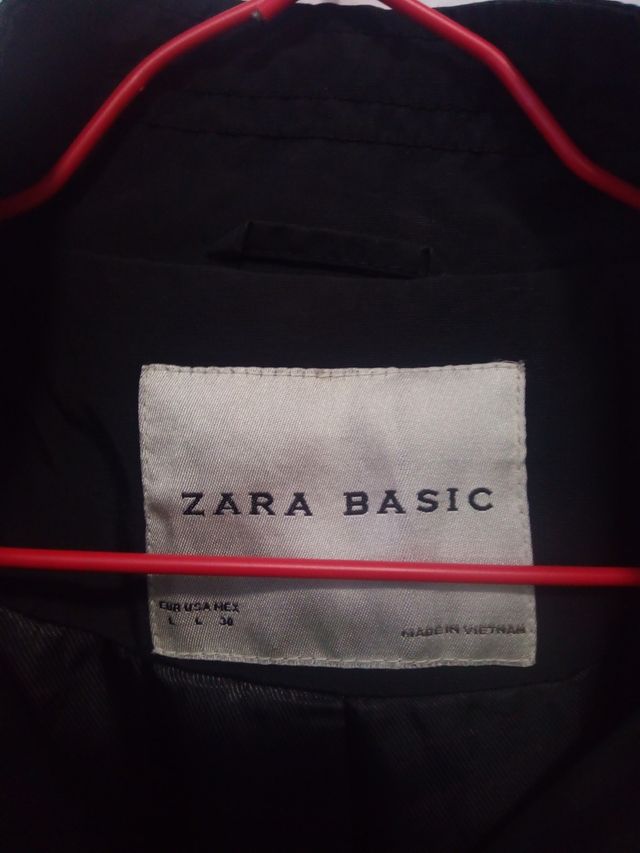 ZARA BASIC
EUR USA MEX
L L 30
MADE IN VIETNAM